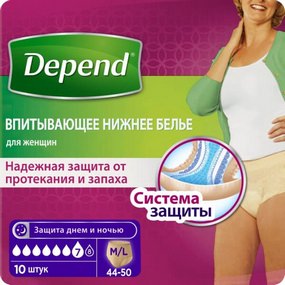 Depend
ВПИТЫВАЮЩЕЕ НИЖНЕЕ БЕЛЬЕ
для женщин
Надежная защита от
протекания и запаха
Система
защиты
Защита днем и ночью
7 8
M/L
10 штук
44-50